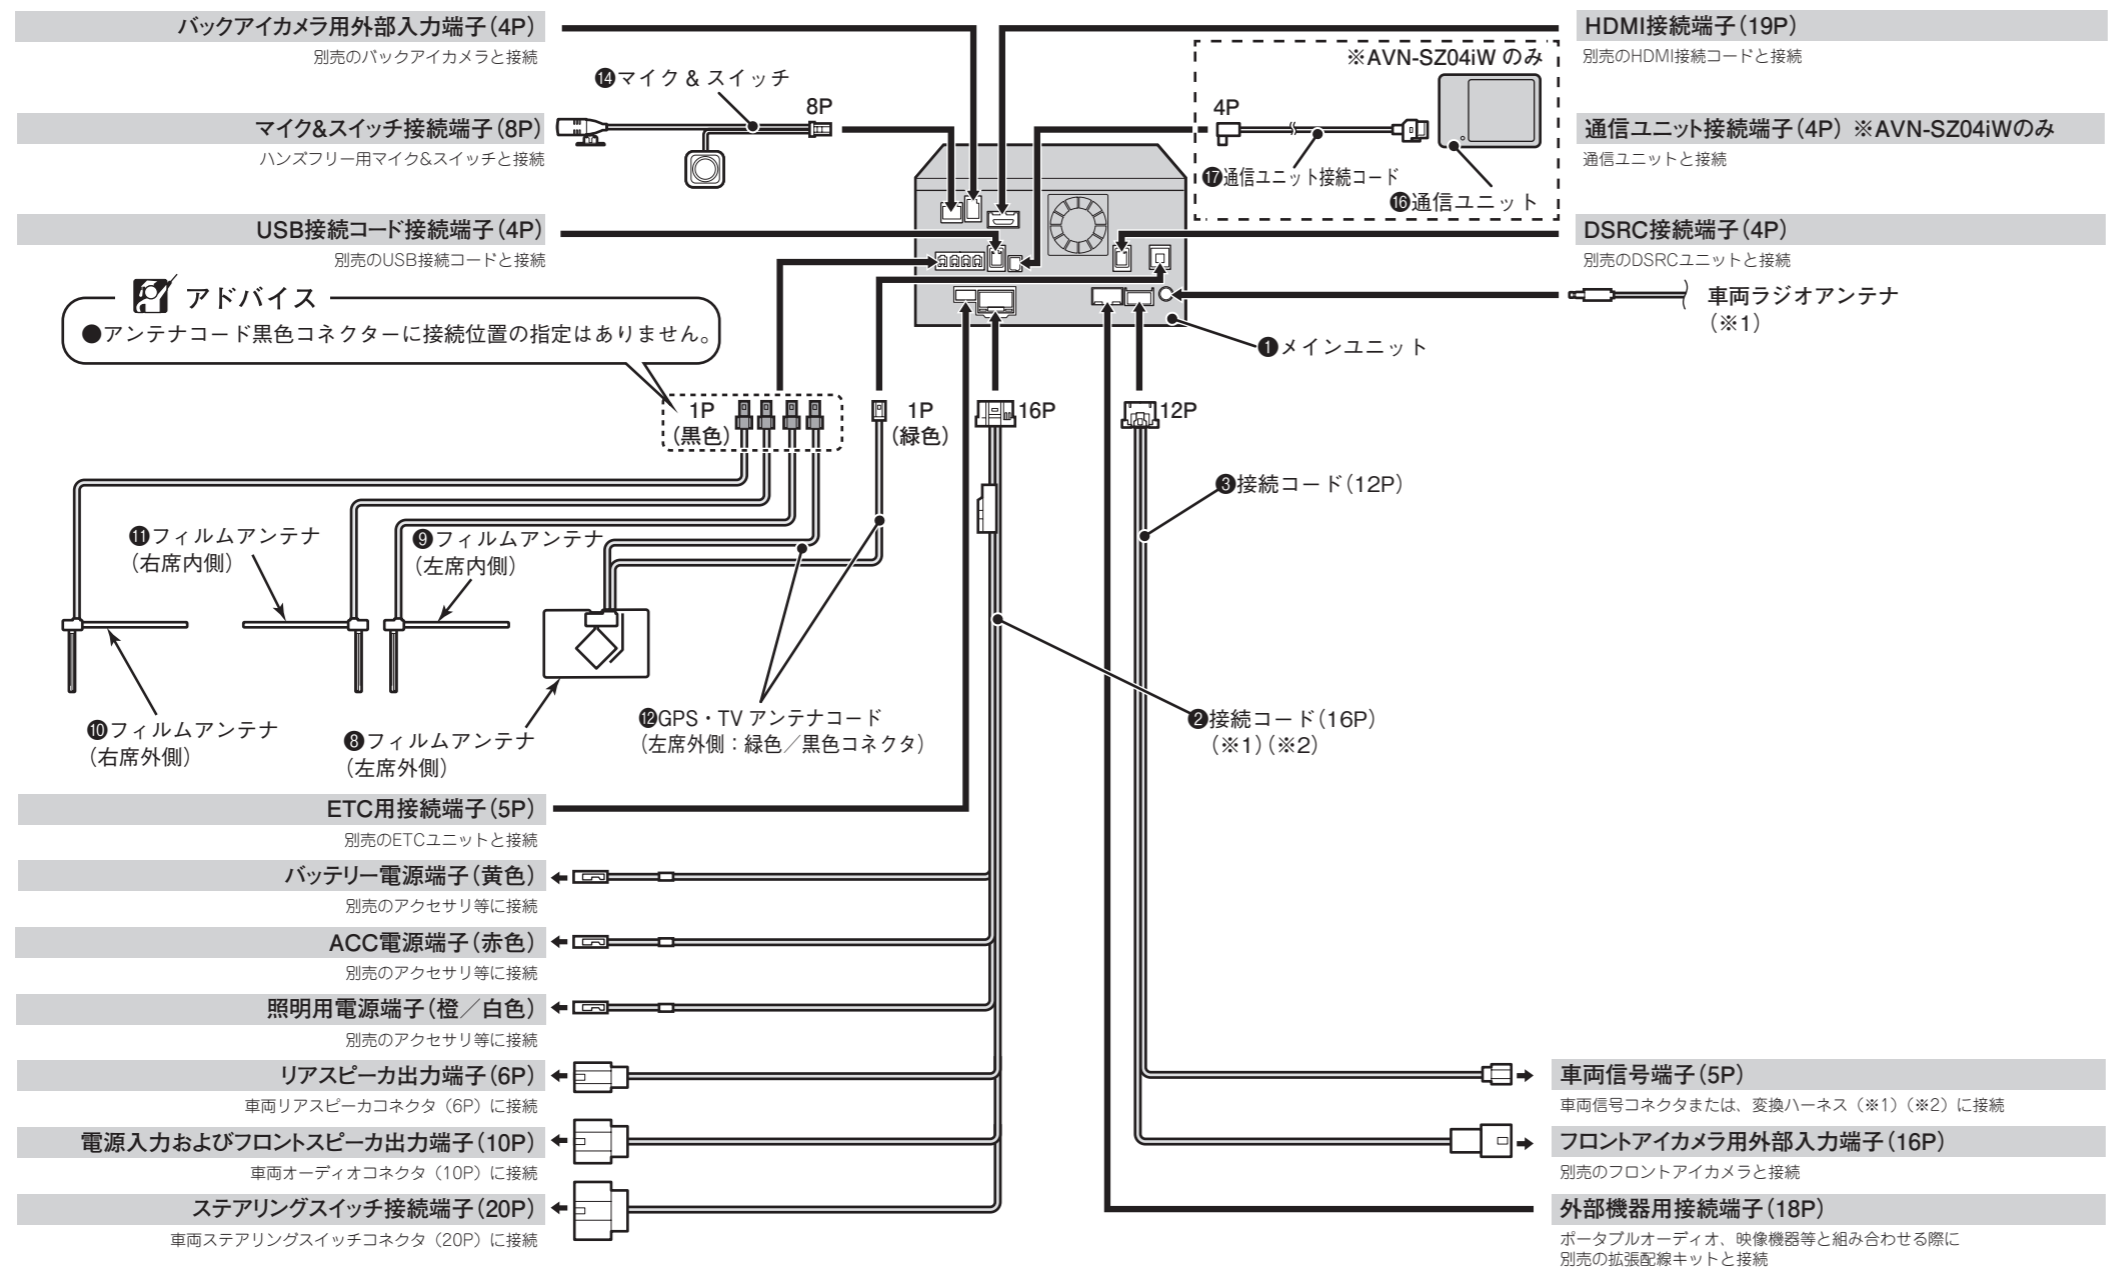 バックアイカメラ用外部入力端子(4P)
別売のバックアイカメラと接続
⓮マイク & スイッチ
8P
マイク&スイッチ接続端子(8P)
ハンズフリー用マイク&スイッチと接続
USB接続コード接続端子(4P)
別売のUSB接続コードと接続
アドバイス
●アンテナコード黒色コネクターに接続位置の指定はありません。
HDMI接続端子(19P)
別売のHDMI接続コードと接続
※AVN-SZ04iW のみ
4P
⓱通信ユニット接続コード
⓰通信ユニット
通信ユニット接続端子(4P) ※AVN-SZ04iWのみ
通信ユニットと接続
DSRC接続端子(4P)
別売のDSRCユニットと接続
車両ラジオアンテナ
(※1)
❶メインユニット
1P
(黒色)
1P
(緑色)
16P
12P
❸接続コード(12P)
⓫フィルムアンテナ
(右席内側)
❾フィルムアンテナ
(左席内側)
❿フィルムアンテナ
(右席外側)
❽フィルムアンテナ
(左席外側)
⓬GPS・TV アンテナコード
(左席外側:緑色/黒色コネクタ)
❷接続コード(16P)
(※1)(※2)
ETC用接続端子(5P)
別売のETCユニットと接続
バッテリー電源端子(黄色)
別売のアクセサリ等に接続
ACC電源端子(赤色)
別売のアクセサリ等に接続
照明用電源端子(橙/白色)
別売のアクセサリ等に接続
リアスピーカ出力端子(6P)
車両リアスピーカコネクタ(6P)に接続
電源入力およびフロントスピーカ出力端子(10P)
車両オーディオコネクタ(10P)に接続
ステアリングスイッチ接続端子(20P)
車両ステアリングスイッチコネクタ(20P)に接続
車両信号端子(5P)
車両信号コネクタまたは、変換ハーネス(※1)(※2)に接続
フロントアイカメラ用外部入力端子(16P)
別売のフロントアイカメラと接続
外部機器用接続端子(18P)
ポータブルオーディオ、映像機器等と組み合わせる際に
別売の拡張配線キットと接続